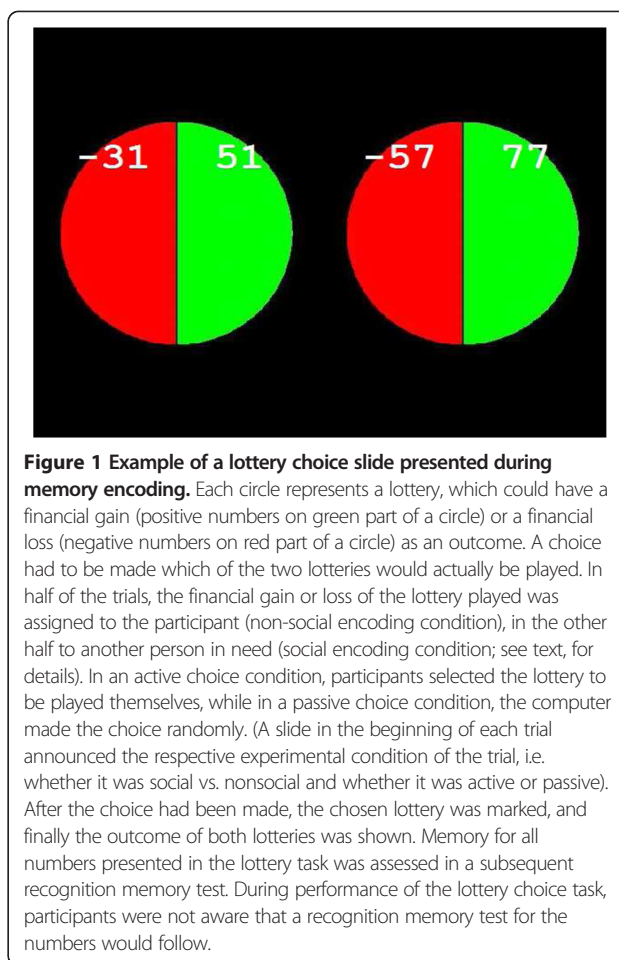 -31 51 -57 77
Figure 1 Example of a lottery choice slide presented during
memory encoding. Each circle represents a lottery, which could have a
financial gain (positive numbers on green part of a circle) or a financial
loss (negative numbers on red part of a circle) as an outcome. A choice
had to be made which of the two lotteries would actually be played. In
half of the trials, the financial gain or loss of the lottery played was
assigned to the participant (non-social encoding condition), in the other
half to another person in need (social encoding condition; see text, for
details). In an active choice condition, participants selected the lottery to
be played themselves, while in a passive choice condition, the computer
made the choice randomly. (A slide in the beginning of each trial
announced the respective experimental condition of the trial, i.e.
whether it was social vs. nonsocial and whether it was active or passive).
After the choice had been made, the chosen lottery was marked, and
finally the outcome of both lotteries was shown. Memory for all
numbers presented in the lottery task was assessed in a subsequent
recognition memory test. During performance of the lottery choice task,
participants were not aware that a recognition memory test for the
numbers would follow.